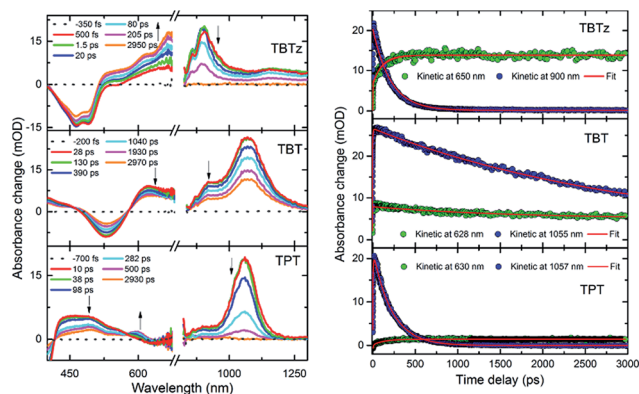 -350 fs 80 ps TBTz
500 fs 205 ps
1.5 ps 2950 ps
20 ps
15
0
-15
-200 fs 1040 ps TBT
28 ps 1930 ps
130 ps 2970 ps
390 ps
15
0
-700 fs 282 ps TPT
10 ps 500 ps
38 ps 2930 ps
98 ps
15
0
450 600 1000 1200
Wavelength (nm)
Absorbance change (mOD)
TBTz
Kinetic at 650 nm Kinetic at 900 nm Fit
20
10
0
TBT
Kinetic at 628 nm Kinetic at 1055 nm Fit
20
10
0
Kinetic at 630 nm Kinetic at 1057 nm Fit
TPT
20
10
0
0 500 1000 1500 2000 2500 3000
Time delay (ps)
Absorbance change (mOD)